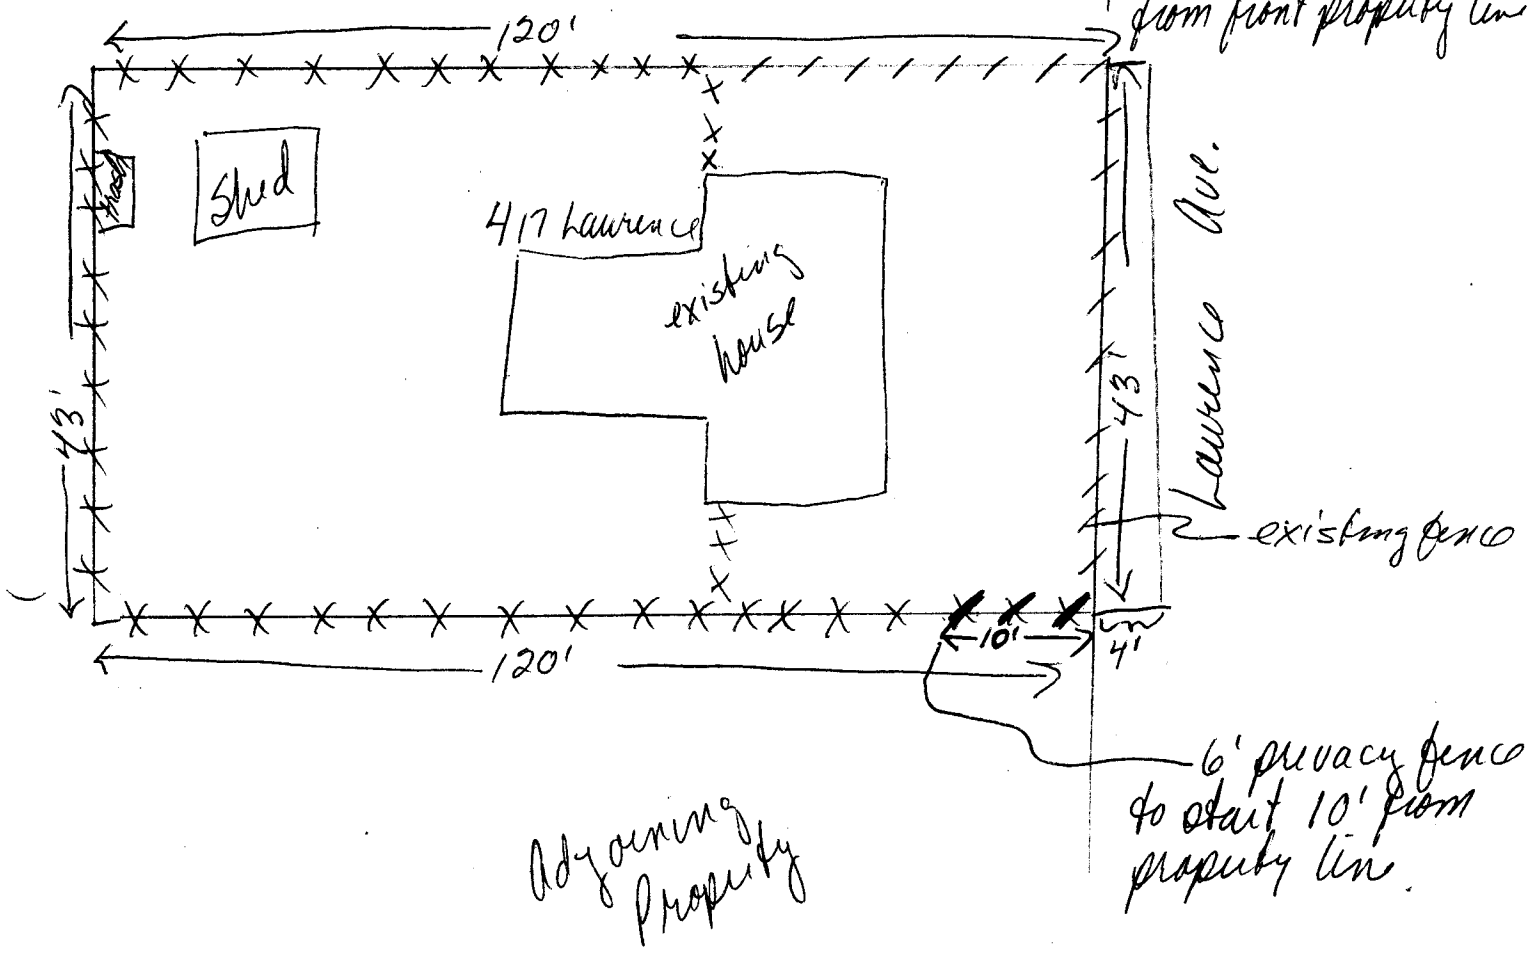 from front property line
120'
trash
Shed
417 Lawrence
existing
house
43'
43'
Lawrence Ave.
existing fence
10'
4'
120'
6' privacy fence
to start 10' from
property line.
Adjoining
Property